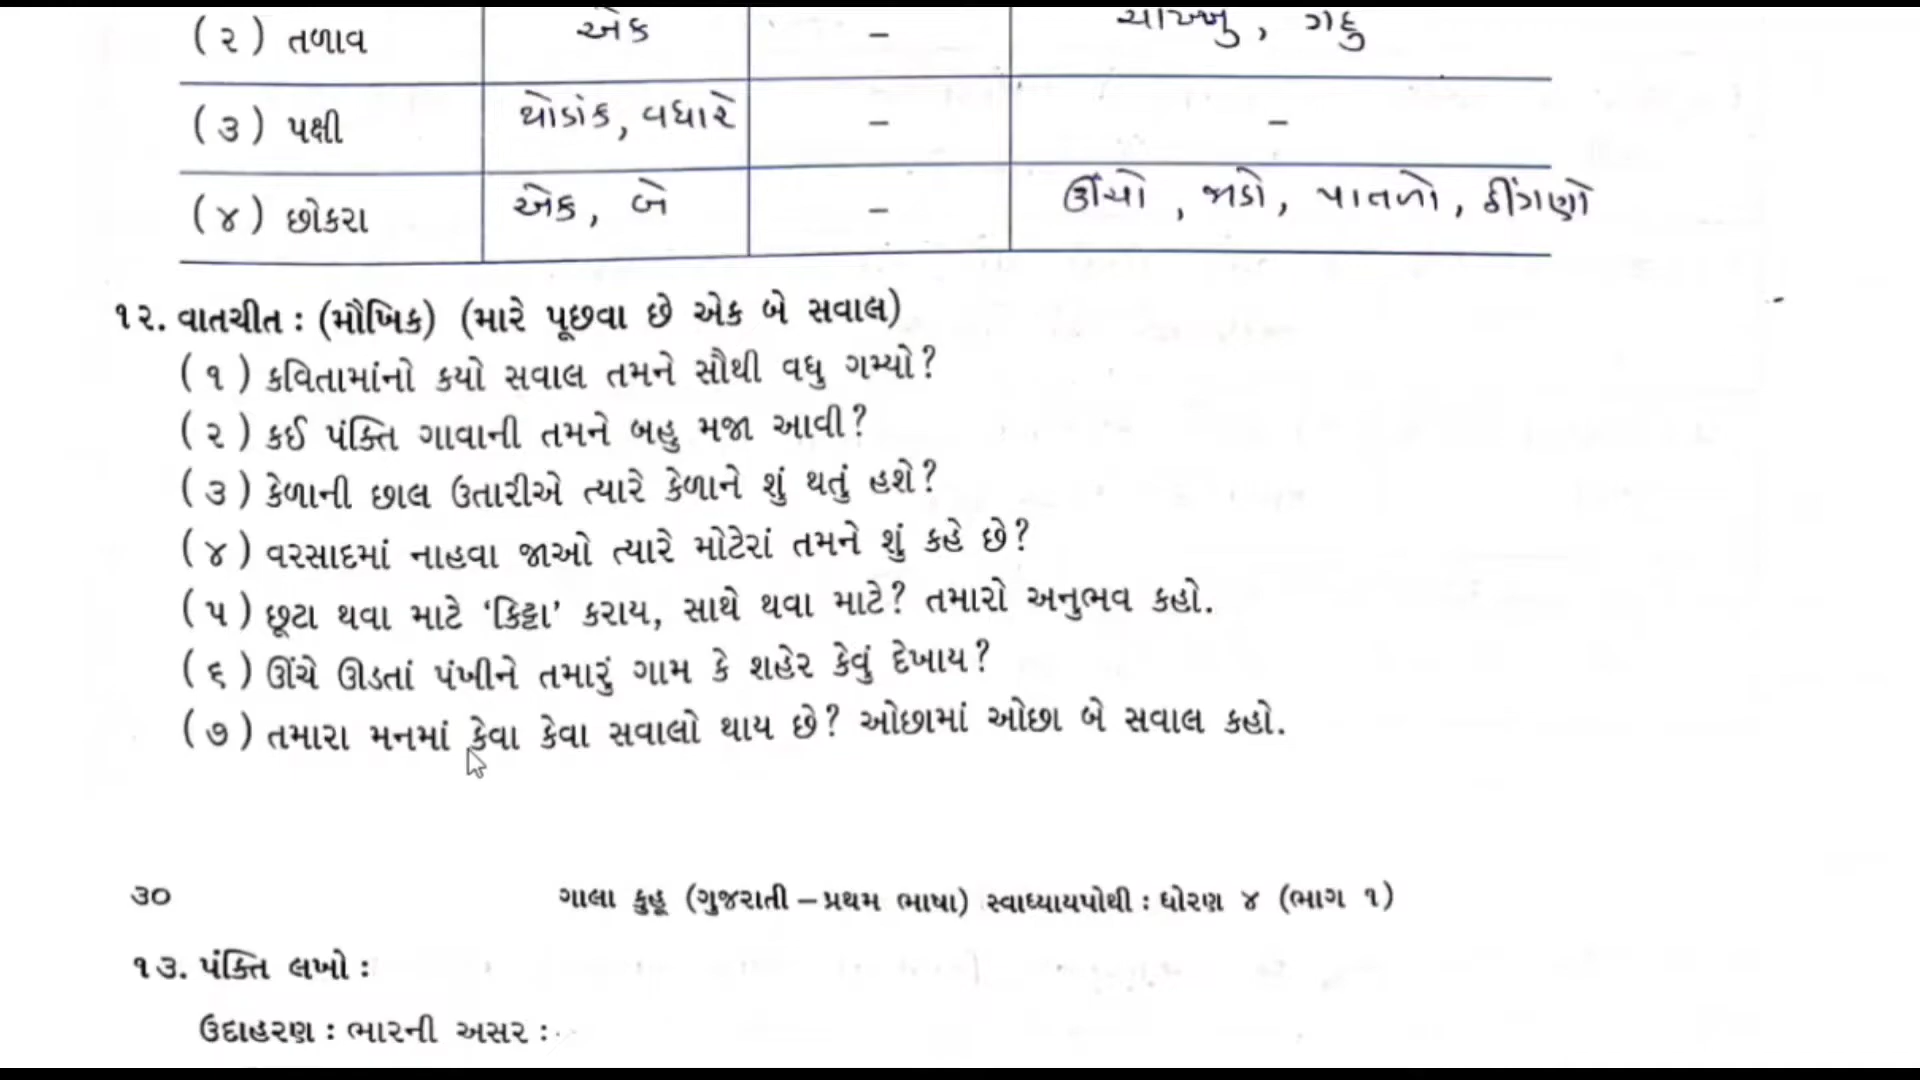 (૨) તળાવ એક – ચોખ્ખુ, ગંદુ
(૩) પક્ષી થોડાંક, વધારે – –
(૪) છોકરા એક, બે – ઊંચો, જાડો, પાતળો, ઠીંગણો
૧૨. વાતચીત : (મૌખિક) (મારે પૂછવા છે એક બે સવાલ)
(૧) કવિતામાંનો કયો સવાલ તમને સૌથી વધુ ગમ્યો?
(૨) કઈ પંક્તિ ગાવાની તમને બહુ મજા આવી?
(૩) કેળાની છાલ ઉતારીએ ત્યારે કેળાને શું થતું હશે?
(૪) વરસાદમાં નાહવા જાઓ ત્યારે મોટેરાં તમને શું કહે છે?
(૫) છૂટા થવા માટે ‘કિટ્ટા’ કરાય, સાથે થવા માટે? તમારો અનુભવ કહો.
(૬) ઊંચે ઊડતાં પંખીને તમારું ગામ કે શહેર કેવું દેખાય?
(૭) તમારા મનમાં કેવા કેવા સવાલો થાય છે? ઓછામાં ઓછા બે સવાલ કહો.
૩૦ ગાલા કુહૂ (ગુજરાતી – પ્રથમ ભાષા) સ્વાધ્યાયપોથી : ધોરણ ૪ (ભાગ ૧)
૧૩. પંક્તિ લખો :
ઉદાહરણ : ભારની અસર :